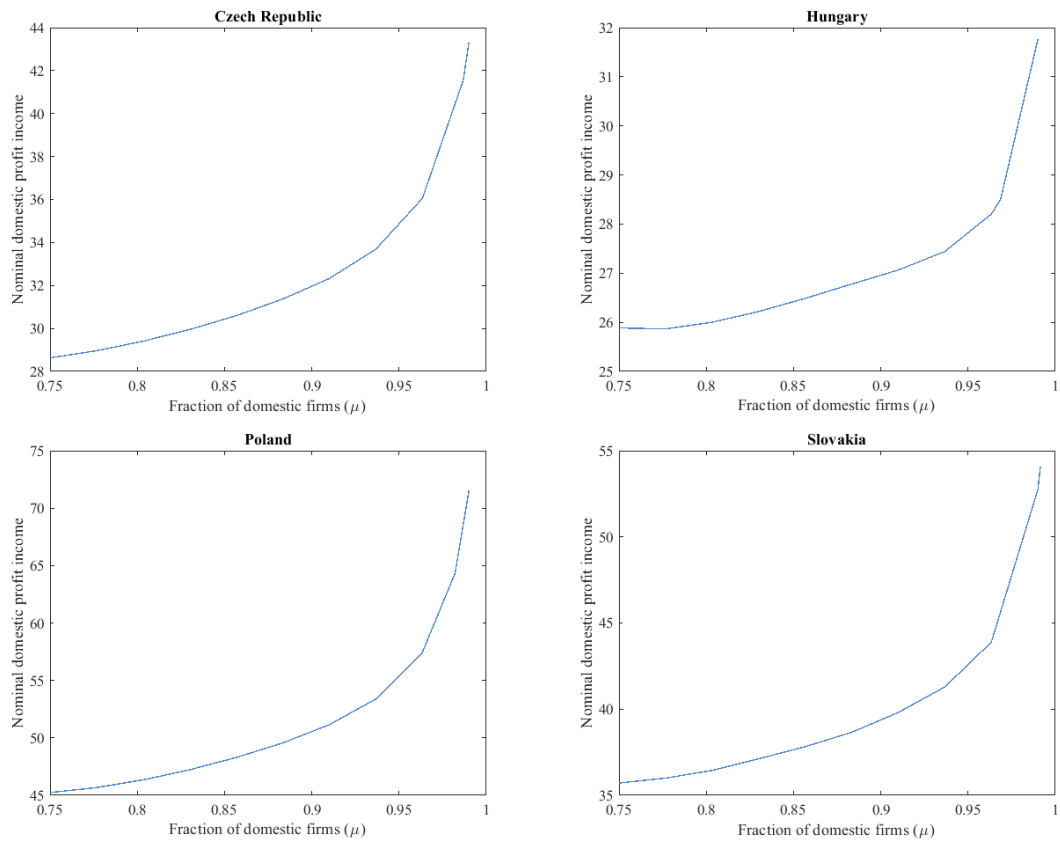 Czech Republic
Nominal domestic profit income
44
42
40
38
36
34
32
30
28
0.75 0.8 0.85 0.9 0.95 1
Fraction of domestic firms (μ)
Hungary
Nominal domestic profit income
32
31
30
29
28
27
26
25
0.75 0.8 0.85 0.9 0.95 1
Fraction of domestic firms (μ)
Poland
Nominal domestic profit income
75
70
65
60
55
50
45
0.75 0.8 0.85 0.9 0.95 1
Fraction of domestic firms (μ)
Slovakia
Nominal domestic profit income
55
50
45
40
35
0.75 0.8 0.85 0.9 0.95 1
Fraction of domestic firms (μ)